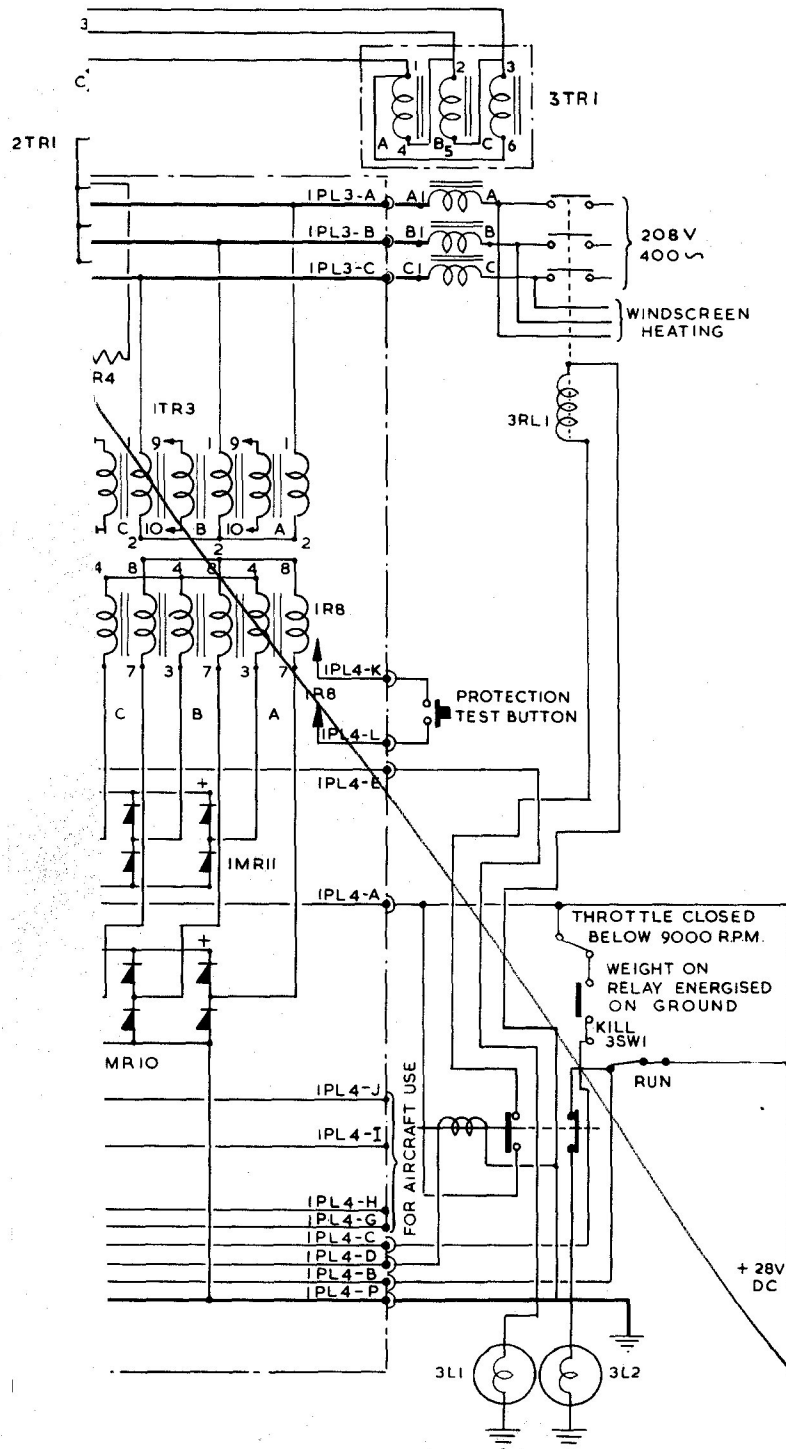 3
1 2 3
3TR1
C
2TR1
A 4 B 5 C 6
1PL3-A A1 A
1PL3-B B1 B
1PL3-C C1 C
208V
400~
WINDSCREEN
HEATING
R4
1TR3
3RL1
1 9 1 9 1
C 10 B 10 A
2 2 2
4 8 4 8 4 8
1R8
7 3 7 3 7
1PL4-K
1R8
C B A
PROTECTION
TEST BUTTON
1PL4-L
1PL4-E
+
1MR11
1PL4-A
THROTTLE CLOSED
BELOW 9000 R.P.M.
+
WEIGHT ON
RELAY ENERGISED
ON GROUND
KILL
3SW1
MR10
RUN
1PL4-J
1PL4-I
FOR AIRCRAFT USE
1PL4-H
1PL4-G
1PL4-C
1PL4-D
1PL4-B
1PL4-P
+ 28V
DC
3L1
3L2